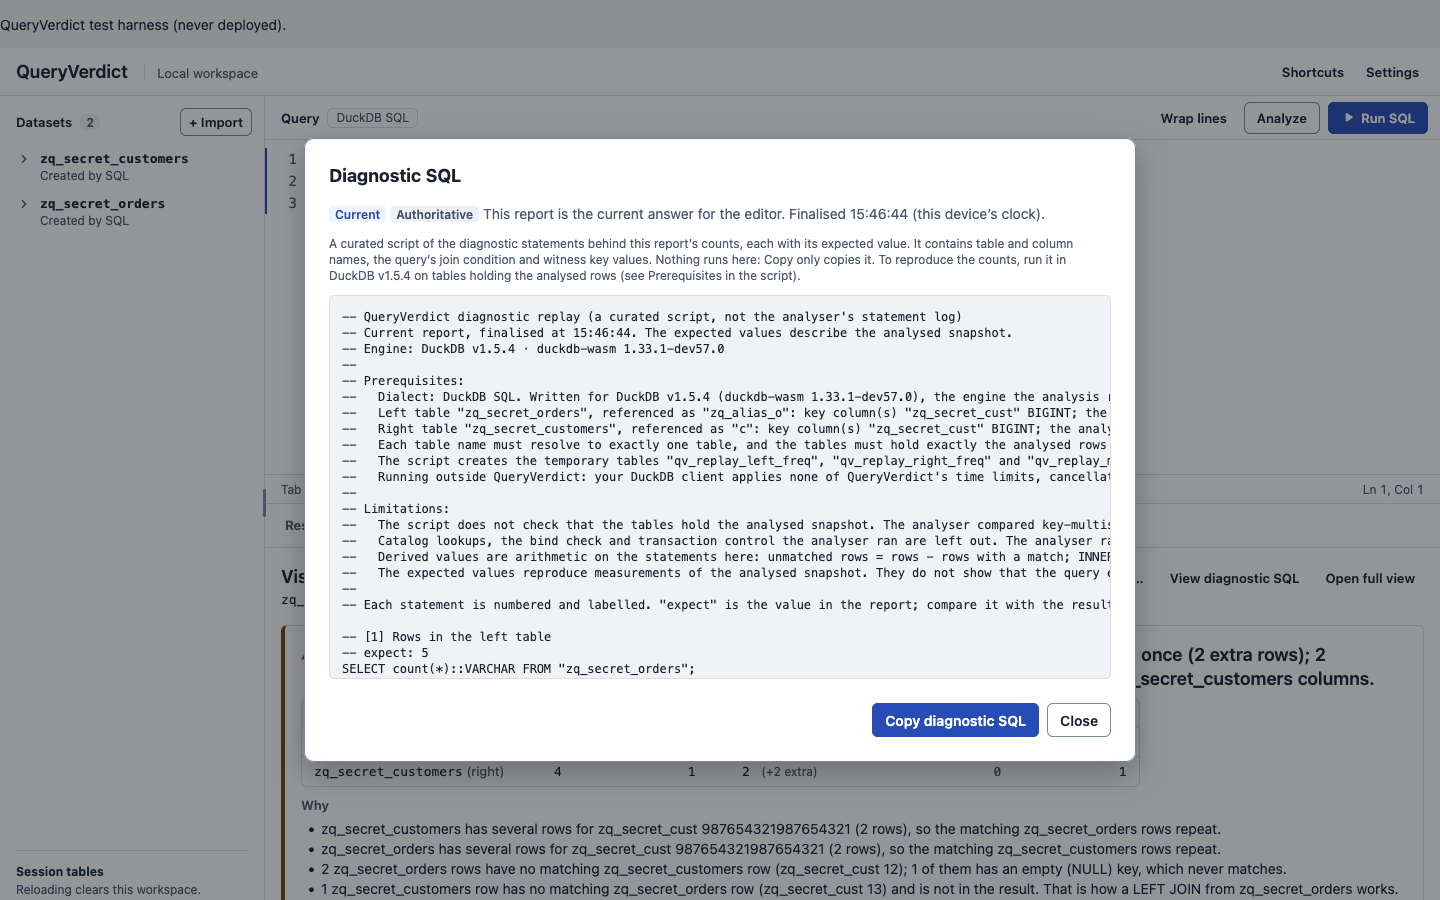 QueryVerdict test harness (never deployed).
QueryVerdict Local workspace Shortcuts Settings
Datasets 2 + Import
zq_secret_customers
Created by SQL
zq_secret_orders
Created by SQL
Query DuckDB SQL Wrap lines Analyze Run SQL
1
2
3
Diagnostic SQL
Current Authoritative This report is the current answer for the editor. Finalised 15:46:44 (this device’s clock).
A curated script of the diagnostic statements behind this report’s counts, each with its expected value. It contains table and column
names, the query’s join condition and witness key values. Nothing runs here: Copy only copies it. To reproduce the counts, run it in
DuckDB v1.5.4 on tables holding the analysed rows (see Prerequisites in the script).
-- QueryVerdict diagnostic replay (a curated script, not the analyser's statement log)
-- Current report, finalised at 15:46:44. The expected values describe the analysed snapshot.
-- Engine: DuckDB v1.5.4 · duckdb-wasm 1.33.1-dev57.0
--
-- Prerequisites:
--   Dialect: DuckDB SQL. Written for DuckDB v1.5.4 (duckdb-wasm 1.33.1-dev57.0), the engine the analysis
--   Left table "zq_secret_orders", referenced as "zq_alias_o": key column(s) "zq_secret_cust" BIGINT; the
--   Right table "zq_secret_customers", referenced as "c": key column(s) "zq_secret_cust" BIGINT; the analy
--   Each table name must resolve to exactly one table, and the tables must hold exactly the analysed rows
--   The script creates the temporary tables "qv_replay_left_freq", "qv_replay_right_freq" and "qv_replay_m
--   Running outside QueryVerdict: your DuckDB client applies none of QueryVerdict's time limits, cancellat
--
-- Limitations:
--   The script does not check that the tables hold the analysed snapshot. The analyser compared key-multis
--   Catalog lookups, the bind check and transaction control the analyser ran are left out. The analyser ra
--   Derived values are arithmetic on the statements here: unmatched rows = rows - rows with a match; INNER
--   The expected values reproduce measurements of the analysed snapshot. They do not show that the query e
--
-- Each statement is numbered and labelled. "expect" is the value in the report; compare it with the result
-- [1] Rows in the left table
-- expect: 5
SELECT count(*)::VARCHAR FROM "zq_secret_orders";
Copy diagnostic SQL Close
Tab Ln 1, Col 1
Res
Vis .. View diagnostic SQL Open full view
zq_
once (2 extra rows); 2
_secret_customers columns.
zq_secret_customers (right) 4 1 2 (+2 extra) 0 1
Why
• zq_secret_customers has several rows for zq_secret_cust 987654321987654321 (2 rows), so the matching zq_secret_orders rows repeat.
• zq_secret_orders has several rows for zq_secret_cust 987654321987654321 (2 rows), so the matching zq_secret_customers rows repeat.
• 2 zq_secret_orders rows have no matching zq_secret_customers row (zq_secret_cust 12); 1 of them has an empty (NULL) key, which never matches.
• 1 zq_secret_customers row has no matching zq_secret_orders row (zq_secret_cust 13) and is not in the result. That is how a LEFT JOIN from zq_secret_orders works.
Session tables
Reloading clears this workspace.